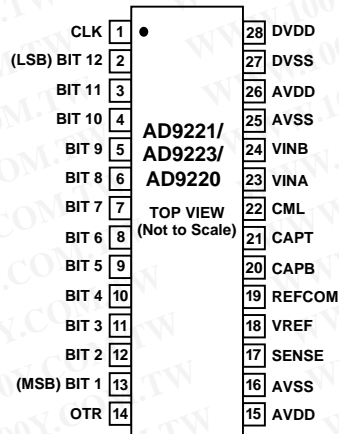 CLK 1 28 DVDD
(LSB) BIT 12 2 27 DVSS
BIT 11 3 26 AVDD
BIT 10 4 25 AVSS
BIT 9 5 24 VINB
BIT 8 6 23 VINA
BIT 7 7 22 CML
BIT 6 8 21 CAPT
BIT 5 9 20 CAPB
BIT 4 10 19 REFCOM
BIT 3 11 18 VREF
BIT 2 12 17 SENSE
(MSB) BIT 1 13 16 AVSS
OTR 14 15 AVDD
AD9221/
AD9223/
AD9220
TOP VIEW
(Not to Scale)